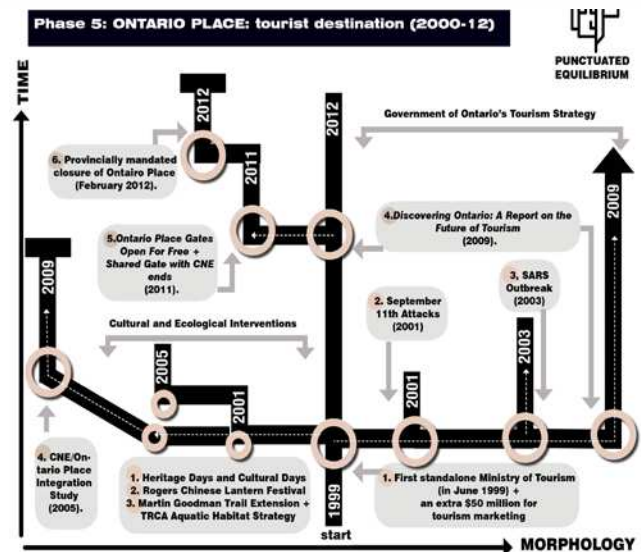 Phase 5: ONTARIO PLACE: tourist destination (2000-12)
PUNCTUATED
EQUILIBRIUM
TIME
2012
2012
Government of Ontario's Tourism Strategy
6. Provincially mandated
closure of Ontairo Place
(February 2012).
2011
2009
4.Discovering Ontario: A Report on the
Future of Tourism
(2009).
5.Ontario Place Gates
Open For Free +
Shared Gate with CNE
ends
(2011).
2009
3, SARS
Outbreak
(2003)
2. September
11th Attacks
(2001)
Cultural and Ecological Interventions
2005
2001
2001
2003
4. CNE/On-
tario Place
Integration
Study
(2005).
1. Heritage Days and Cultural Days
2. Rogers Chinese Lantern Festival
3. Martin Goodman Trail Extension +
TRCA Aquatic Habitat Strategy
1999
start
1. First standalone Ministry of Tourism
(in June 1999) +
an extra $50 million for
tourism marketing
MORPHOLOGY